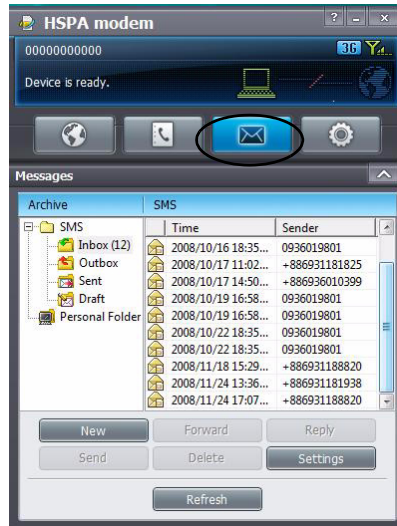 HSPA modem
? - x
00000000000 3G
Device is ready.
Messages
Archive SMS
SMS Time Sender
Inbox (12) 2008/10/16 18:35... 0936019801
Outbox 2008/10/17 11:02... +886931181825
Sent 2008/10/17 14:50... +886936010399
Draft 2008/10/19 16:58... 0936019801
Personal Folder 2008/10/19 16:58... 0936019801
2008/10/22 18:35... 0936019801
2008/10/22 18:35... 0936019801
2008/11/18 15:29... +886931188820
2008/11/24 13:36... +886931181938
2008/11/24 17:07... +886931188820
New Forward Reply
Send Delete Settings
Refresh